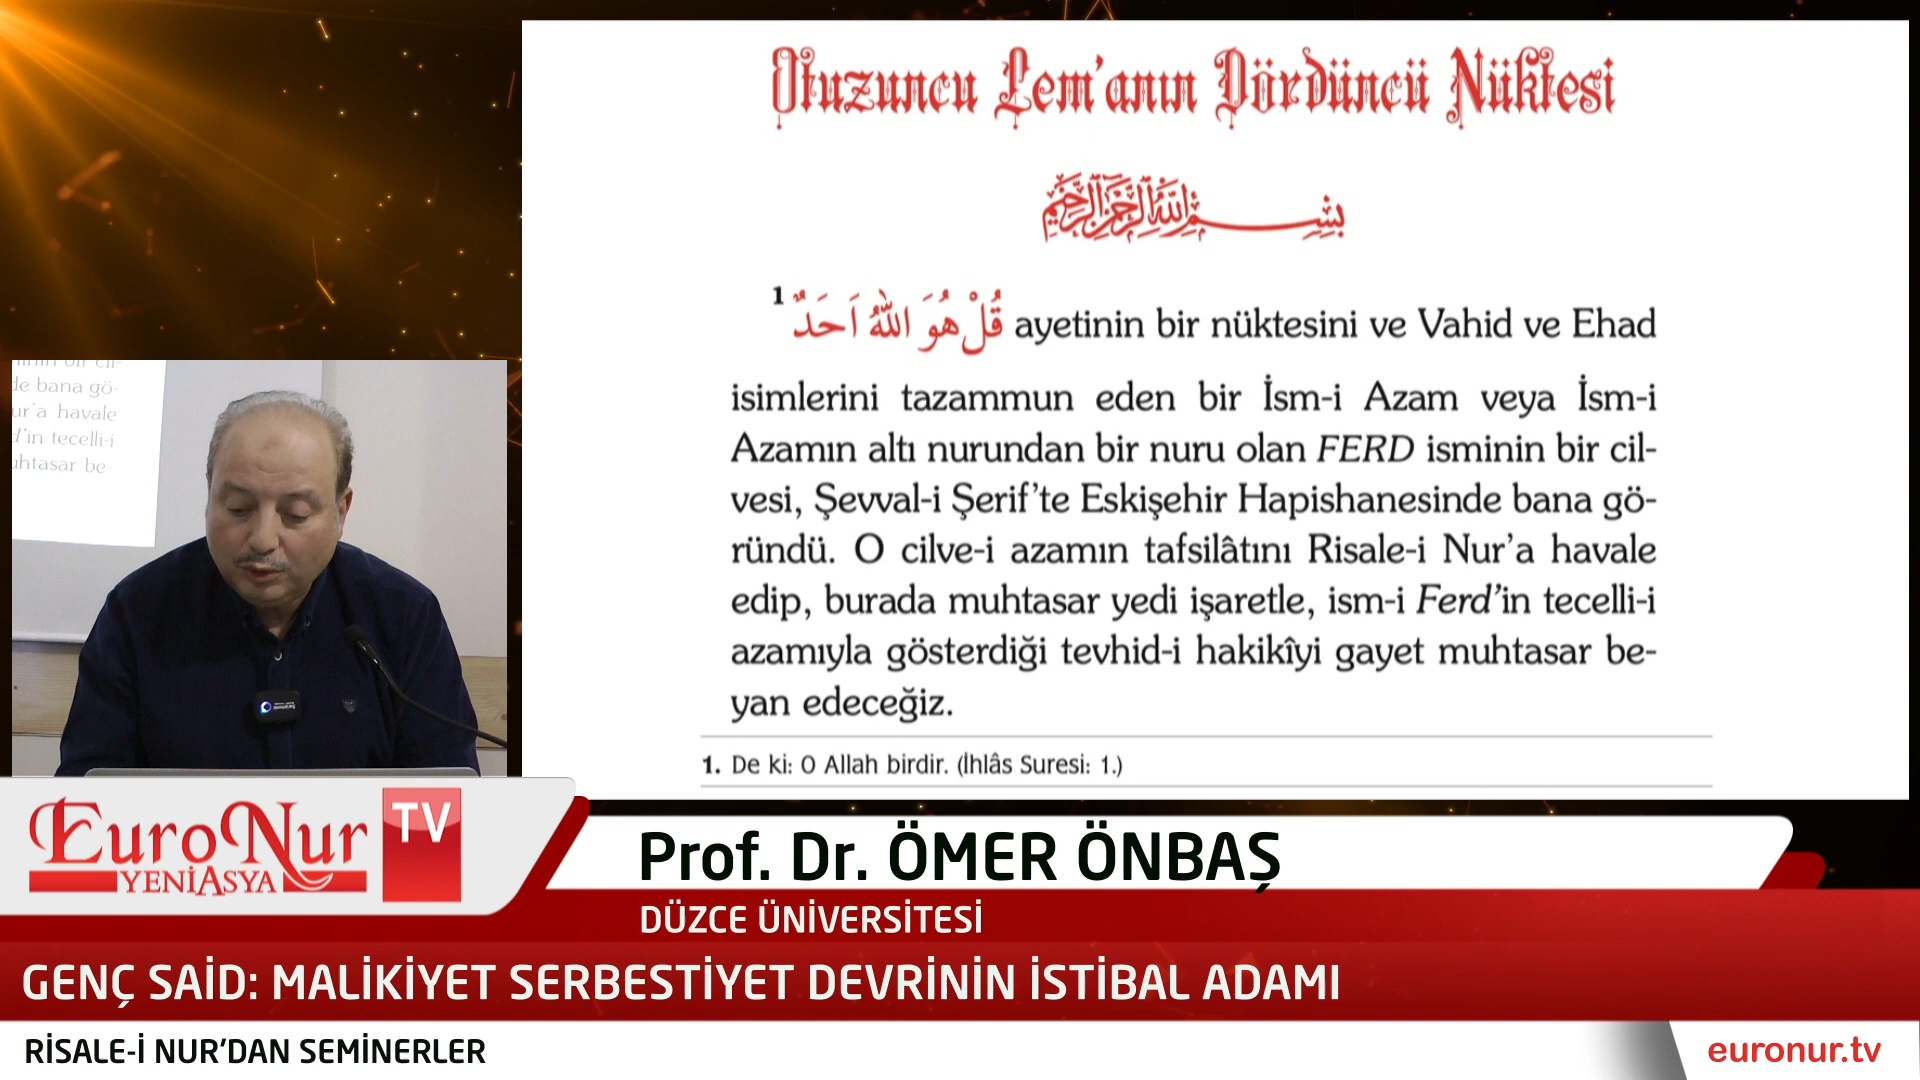 Otuzuncu Lem'anın Dördüncü Nüktesi
بِسْمِ اللّٰهِ الرَّحْمٰنِ الرَّحِيمِ
1 قُلْ هُوَ اللّٰهُ اَحَدٌ ayetinin bir nüktesini ve Vahid ve Ehad
isimlerini tazammun eden bir İsm-i Azam veya İsm-i
Azamın altı nurundan bir nuru olan FERD isminin bir cil-
vesi, Şevval-i Şerif'te Eskişehir Hapishanesinde bana gö-
ründü. O cilve-i azamın tafsilâtını Risale-i Nur'a havale
edip, burada muhtasar yedi işaretle, ism-i Ferd'in tecelli-i
azamıyla gösterdiği tevhid-i hakikîyi gayet muhtasar be-
yan edeceğiz.
1. De ki: O Allah birdir. (İhlâs Suresi: 1.)
de bana gö-
ur'a havale
d'in tecelli-i
uhtasar be-
EuroNur TV
YENİASYA
Prof. Dr. ÖMER ÖNBAŞ
DÜZCE ÜNİVERSİTESİ
GENÇ SAİD: MALİKİYET SERBESTİYET DEVRİNİN İSTİBAL ADAMI
RİSALE-İ NUR'DAN SEMİNERLER
euronur.tv